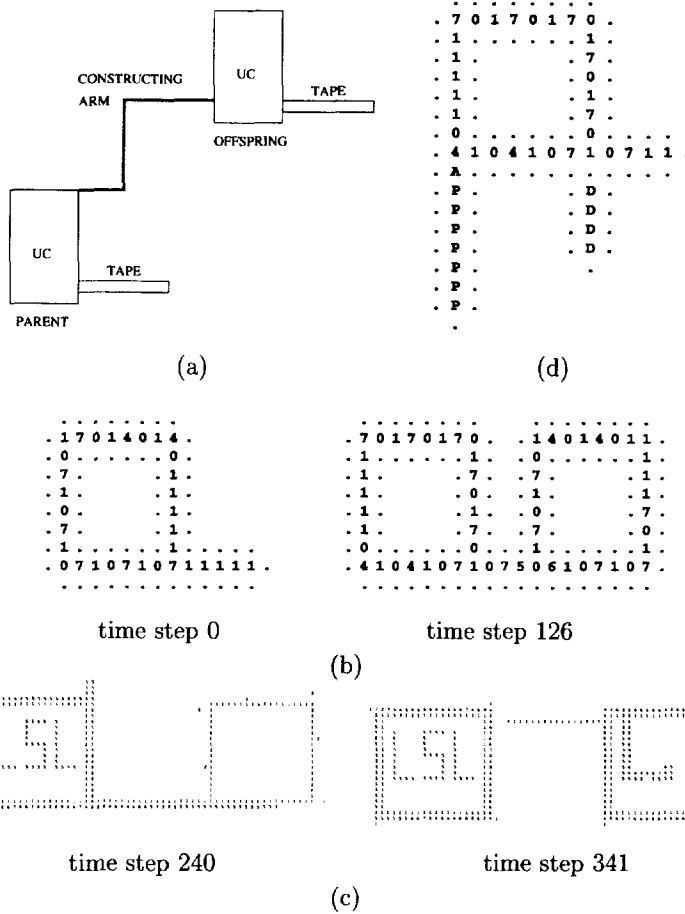 UC
CONSTRUCTING
ARM
TAPE
OFFSPRING
UC
TAPE
PARENT
(a)
. . . . . . . .
. 7 0 1 7 0 1 7 0 .
. 1 . . . . . . 1 .
. 1 . . 7 .
. 1 . . 0 .
. 1 . . 1 .
. 1 . . 7 .
. 0 . . . . . . 0 . . . . .
. 4 1 0 4 1 0 7 1 0 7 1 1 .
. A . . . . . . . . . . . .
. P . . D .
. P . . D .
. P . . D .
. P . . D .
. P . .
. P .
. P .
.
(d)
. . . . . . . .
. 1 7 0 1 4 0 1 4 .
. 0 . . . . . . 0 .
. 7 . . 1 .
. 1 . . 1 .
. 0 . . 1 .
. 7 . . 1 .
. 1 . . . . . . 1 . . . . .
. 0 7 1 0 7 1 0 7 1 1 1 1 1 .
. . . . . . . . . . . . .
time step 0
. . . . . . . . . . . . . . . .
. 7 0 1 7 0 1 7 0 . . 1 4 0 1 4 0 1 1 .
. 1 . . . . . . 1 . . 0 . . . . . . 1 .
. 1 . . 7 . . 7 . . 1 .
. 1 . . 0 . . 1 . . 1 .
. 1 . . 1 . . 0 . . 7 .
. 1 . . 7 . . 7 . . 0 .
. 0 . . . . . . 0 . . 1 . . . . . . 1 .
. 4 1 0 4 1 0 7 1 0 7 5 0 6 1 0 7 1 0 7 .
. . . . . . . . . . . . . . . . . . .
time step 126
(b)
time step 240
time step 341
(c)